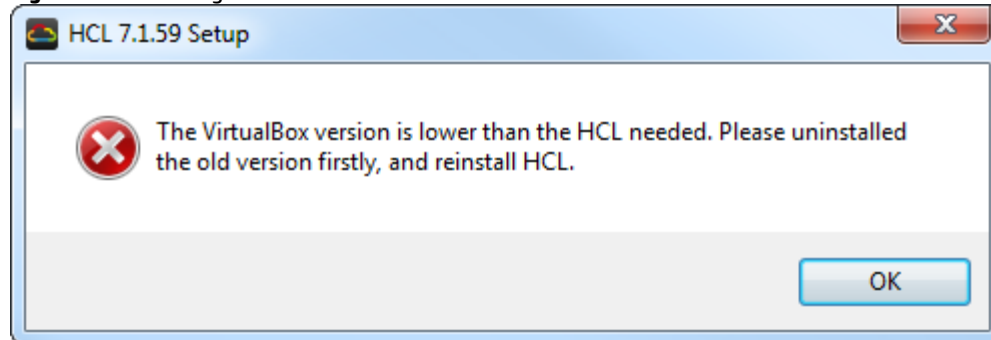 HCL 7.1.59 Setup
The VirtualBox version is lower than the HCL needed. Please uninstalled
the old version firstly, and reinstall HCL.
OK